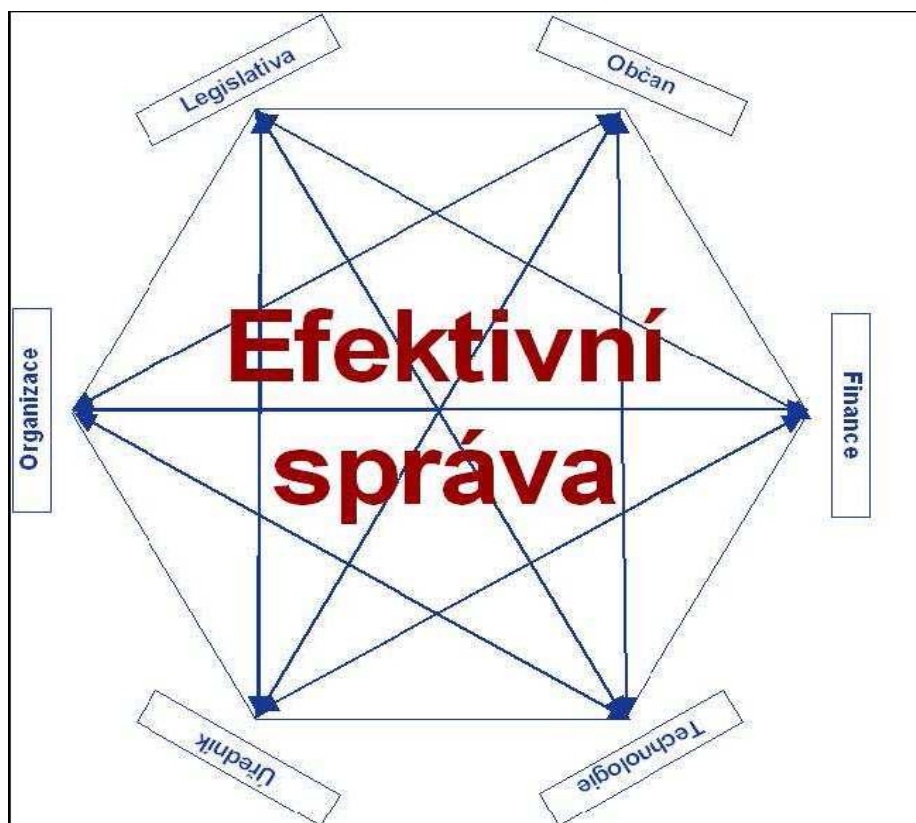 Legislativa
Občan
Efektivní
správa
Organizace
Finance
Úředník
Technologie